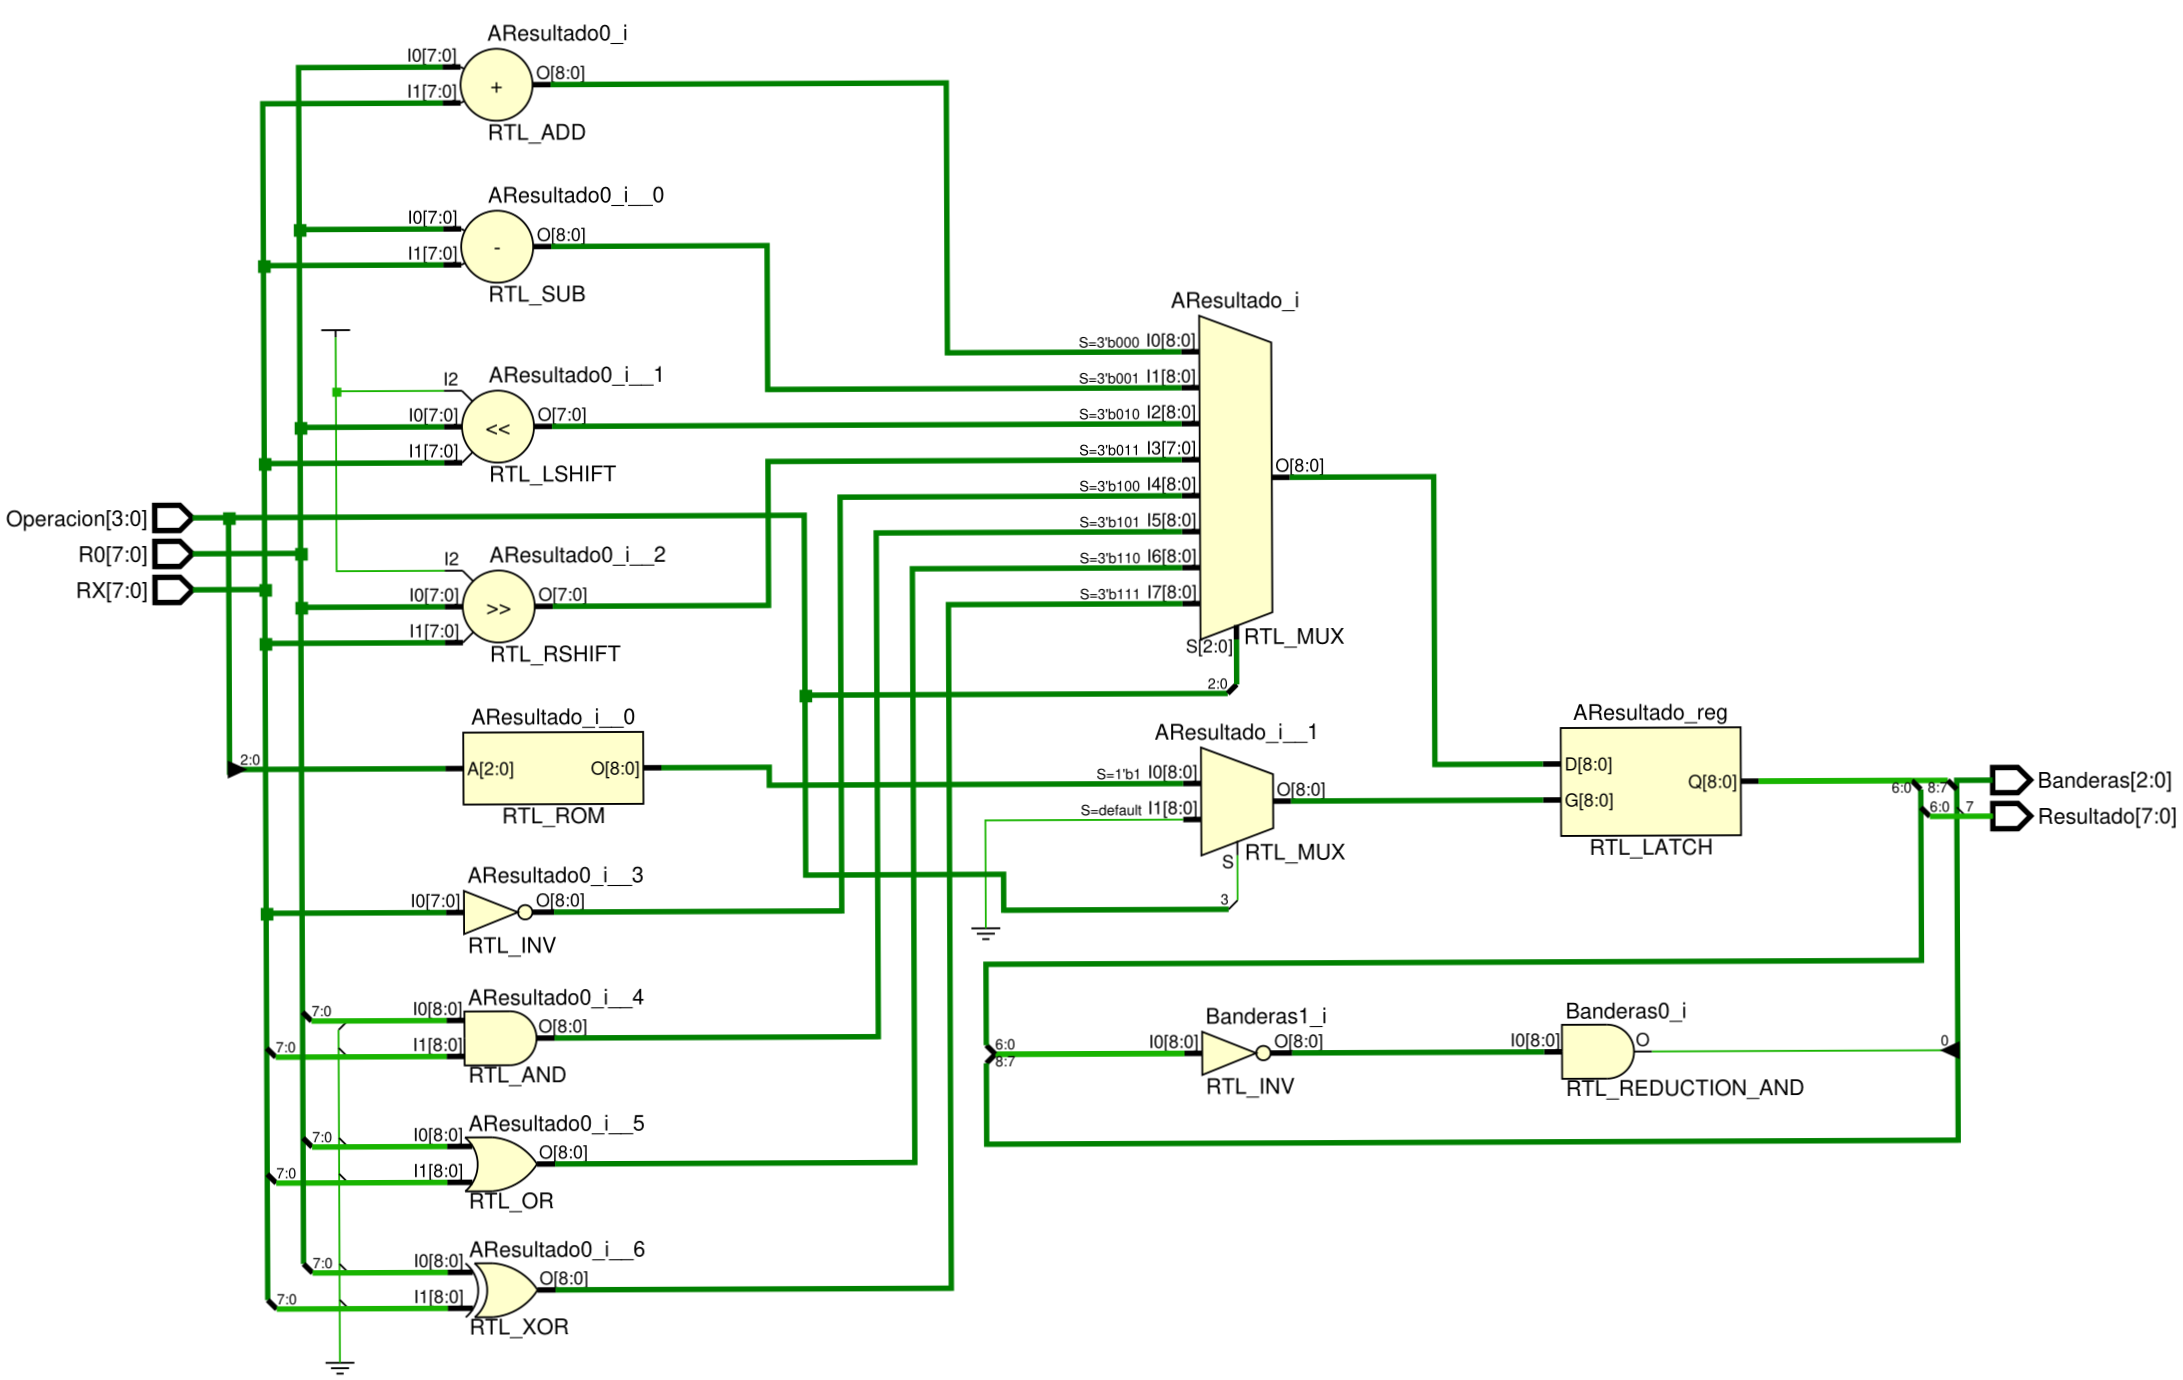 AResultado0_i
I0[7:0]
I1[7:0]
+
O[8:0]
RTL_ADD
AResultado0_i__0
I0[7:0]
I1[7:0]
-
O[8:0]
RTL_SUB
AResultado0_i__1
I2
I0[7:0]
I1[7:0]
<<
O[7:0]
RTL_LSHIFT
Operacion[3:0]
R0[7:0]
RX[7:0]
AResultado0_i__2
I2
I0[7:0]
I1[7:0]
>>
O[7:0]
RTL_RSHIFT
AResultado_i__0
2:0
A[2:0]
O[8:0]
RTL_ROM
AResultado0_i__3
I0[7:0]
O[8:0]
RTL_INV
AResultado0_i__4
7:0
I0[8:0]
7:0
I1[8:0]
O[8:0]
RTL_AND
AResultado0_i__5
7:0
I0[8:0]
7:0
I1[8:0]
O[8:0]
RTL_OR
AResultado0_i__6
7:0
I0[8:0]
7:0
I1[8:0]
O[8:0]
RTL_XOR
AResultado_i
S=3'b000 I0[8:0]
S=3'b001 I1[8:0]
S=3'b010 I2[8:0]
S=3'b011 I3[7:0]
S=3'b100 I4[8:0]
S=3'b101 I5[8:0]
S=3'b110 I6[8:0]
S=3'b111 I7[8:0]
O[8:0]
S[2:0]
RTL_MUX
2:0
AResultado_i__1
S=1'b1 I0[8:0]
S=default I1[8:0]
O[8:0]
S
RTL_MUX
3
AResultado_reg
D[8:0]
G[8:0]
Q[8:0]
RTL_LATCH
6:0
8:7
6:0
7
Banderas[2:0]
Resultado[7:0]
6:0
8:7
Banderas1_i
I0[8:0]
O[8:0]
RTL_INV
Banderas0_i
I0[8:0]
O
RTL_REDUCTION_AND
0